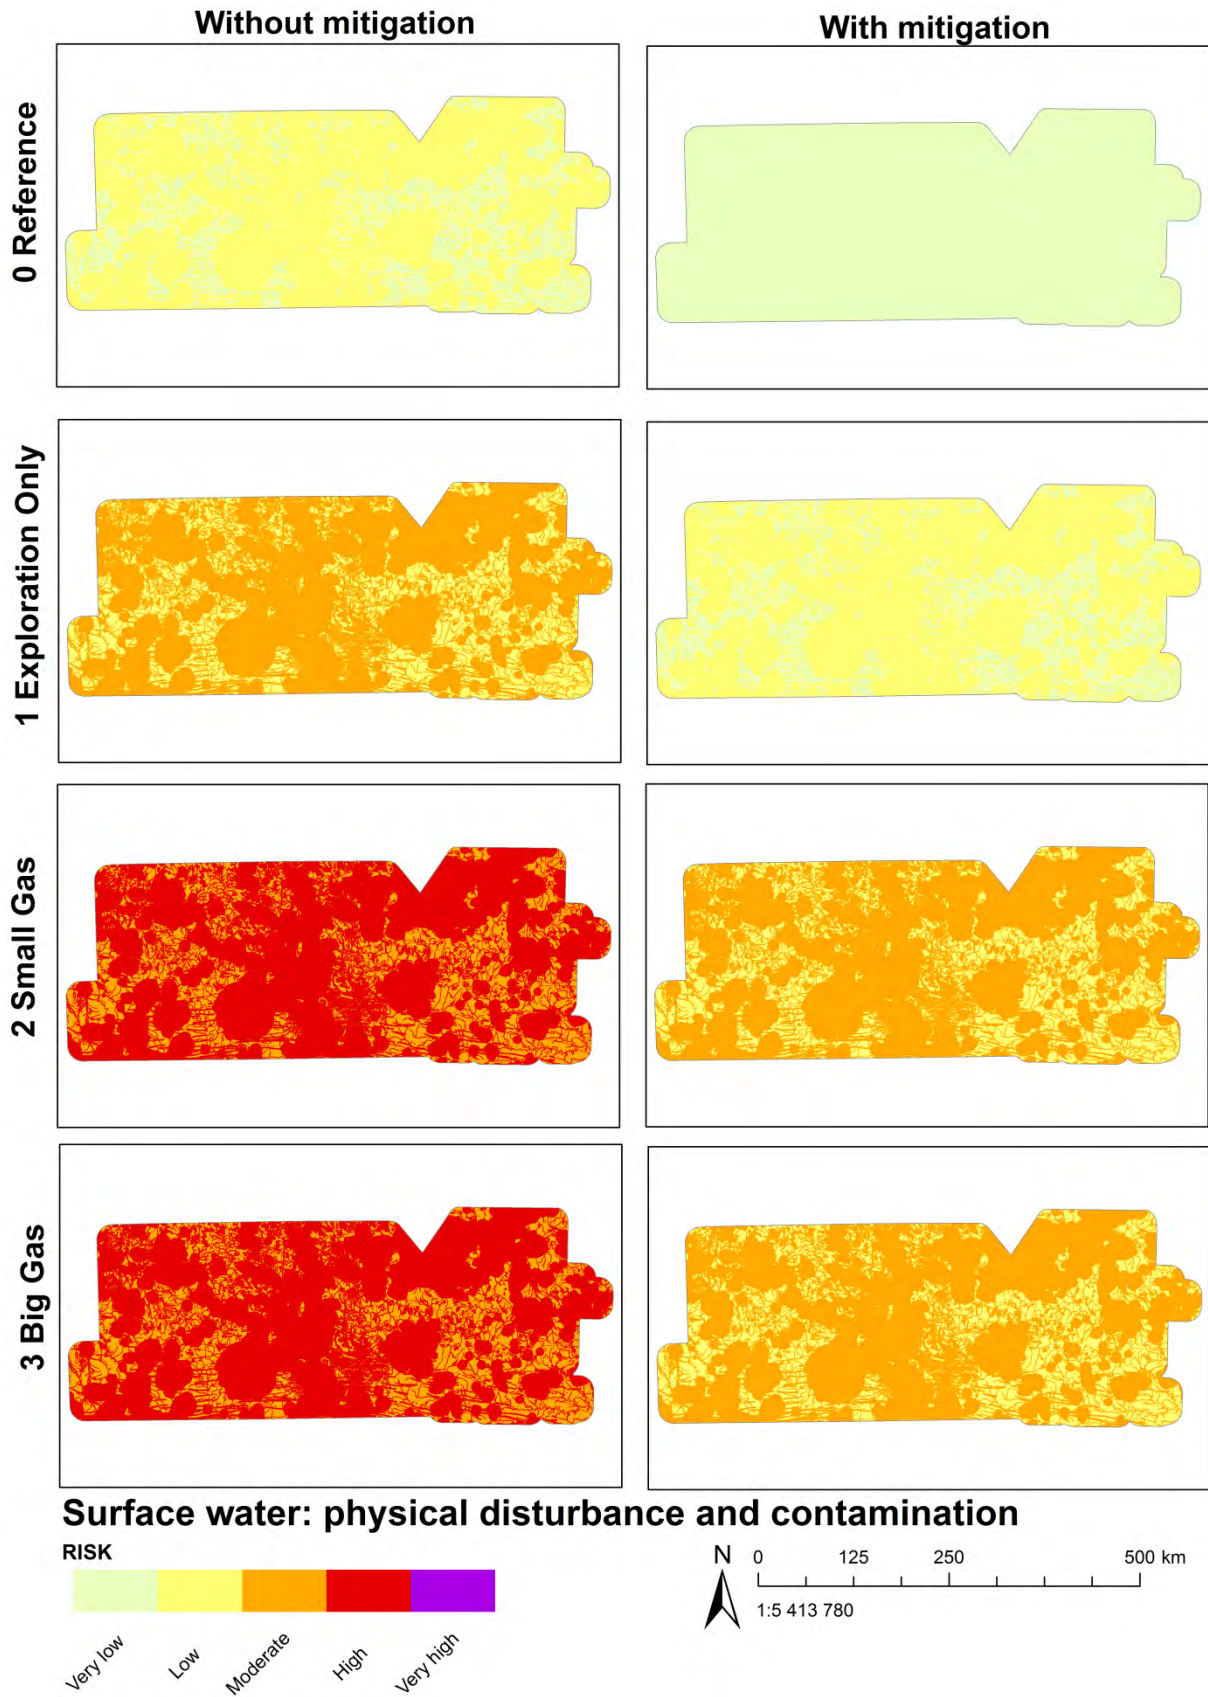 Without mitigation
With mitigation
0 Reference
1 Exploration Only
2 Small Gas
3 Big Gas
Surface water: physical disturbance and contamination
RISK
Very low
Low
Moderate
High
Very high
N
0 125 250 500 km
1:5 413 780